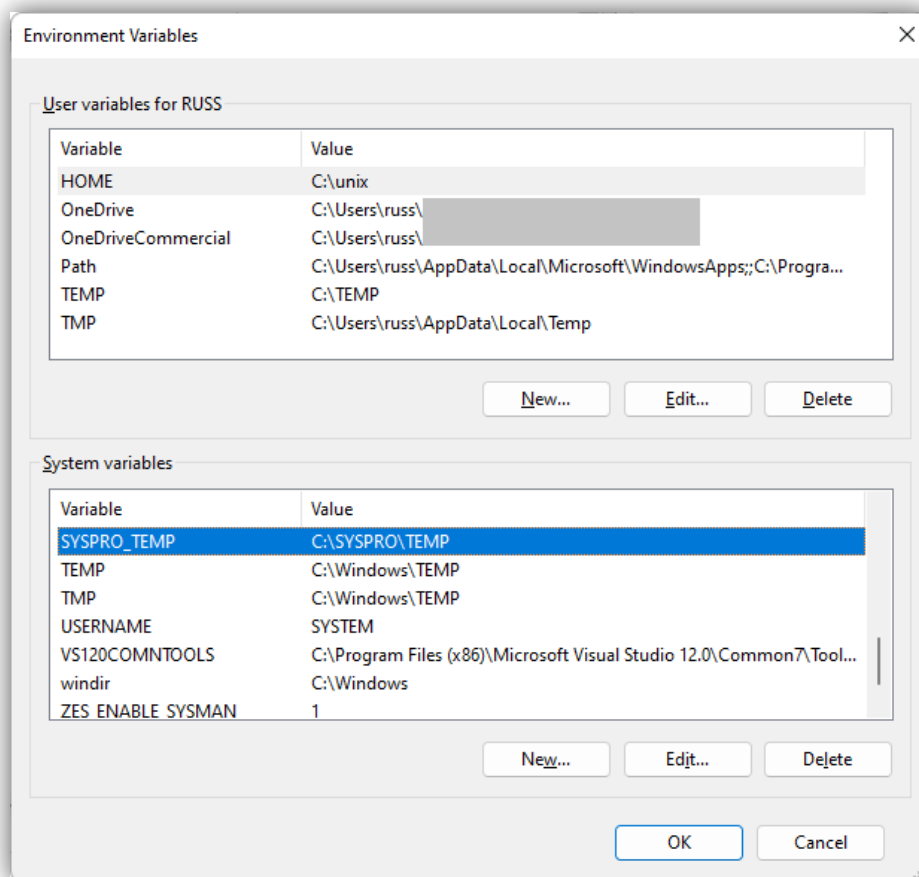 Environment Variables
User variables for RUSS
Variable Value
HOME C:\unix
OneDrive C:\Users\russ\
OneDriveCommercial C:\Users\russ\
Path C:\Users\russ\AppData\Local\Microsoft\WindowsApps;;C:\Progra...
TEMP C:\TEMP
TMP C:\Users\russ\AppData\Local\Temp
New... Edit... Delete
System variables
Variable Value
SYSPRO_TEMP C:\SYSPRO\TEMP
TEMP C:\Windows\TEMP
TMP C:\Windows\TEMP
USERNAME SYSTEM
VS120COMNTOOLS C:\Program Files (x86)\Microsoft Visual Studio 12.0\Common7\Tool...
windir C:\Windows
ZES_ENABLE_SYSMAN 1
New... Edit... Delete
OK Cancel